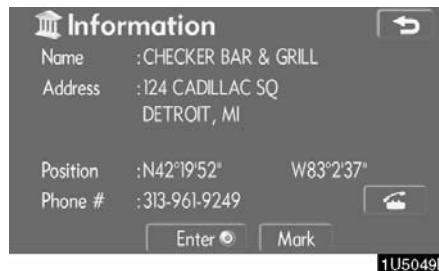 Information
Name :CHECKER BAR & GRILL
Address :124 CADILLAC SQ
DETROIT, MI
Position :N42°19'52" W83°2'37"
Phone # :313-961-9249
Enter Mark
1U5049